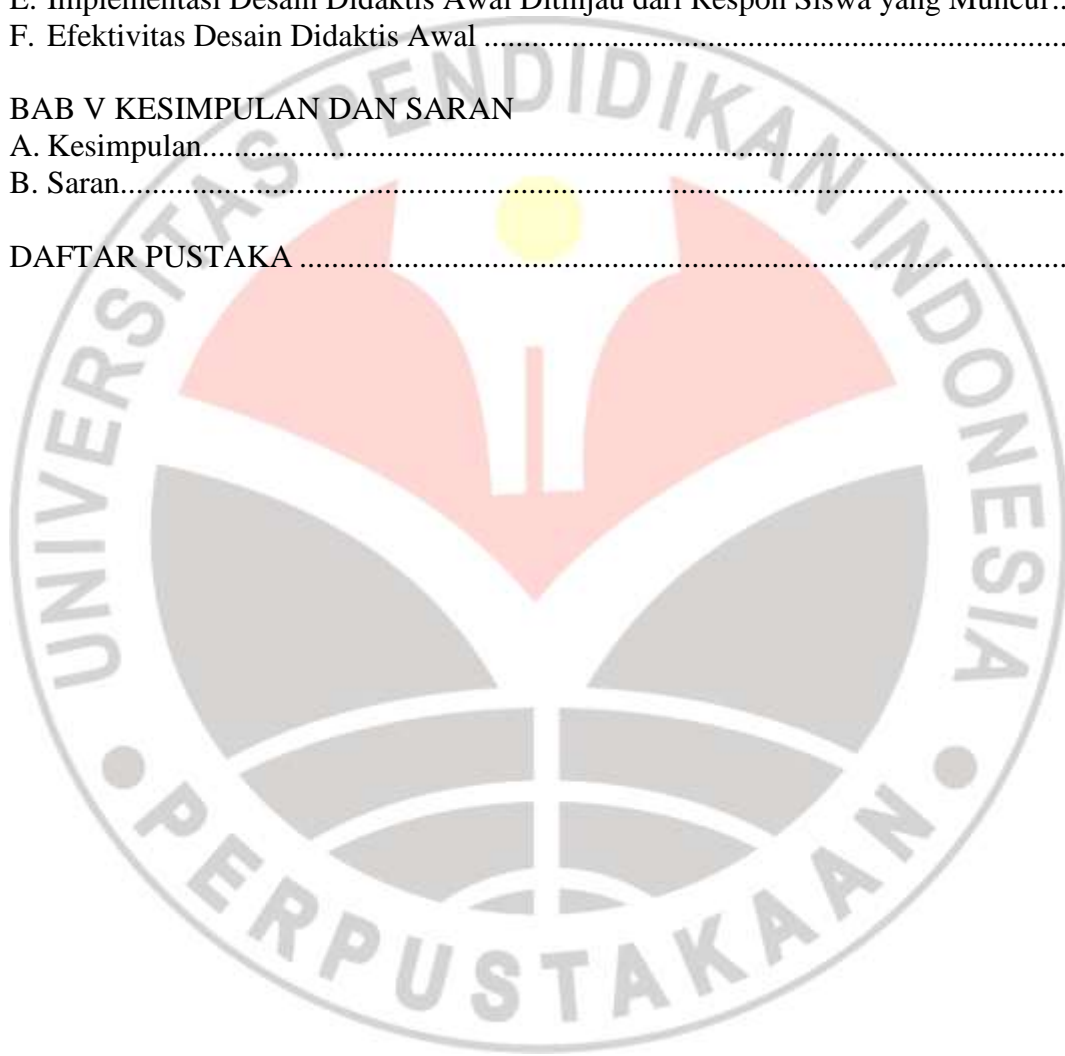 E. Implementasi Desain Didaktis Awal Ditinjau dari Respon Siswa yang Muncul..
F. Efektivitas Desain Didaktis Awal ..........................................................................
BAB V KESIMPULAN DAN SARAN
A. Kesimpulan.............................................................................................................
B. Saran.......................................................................................................................
DAFTAR PUSTAKA .................................................................................................
UNIVERSITAS PENDIDIKAN INDONESIA
PERPUSTAKAAN